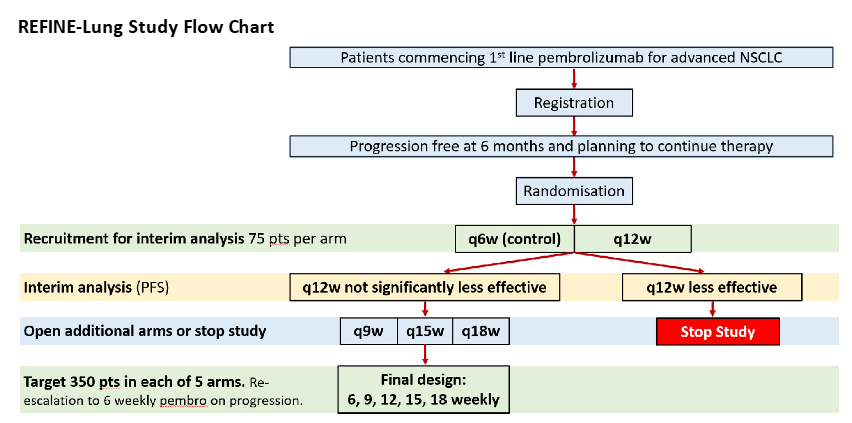 REFINE-Lung Study Flow Chart
Patients commencing 1st line pembrolizumab for advanced NSCLC
Registration
Progression free at 6 months and planning to continue therapy
Randomisation
Recruitment for interim analysis 75 pts per arm
q6w (control)
q12w
Interim analysis (PFS)
q12w not significantly less effective
q12w less effective
Open additional arms or stop study
q9w
q15w
q18w
Stop Study
Target 350 pts in each of 5 arms. Re-
escalation to 6 weekly pembro on progression.
Final design:
6, 9, 12, 15, 18 weekly